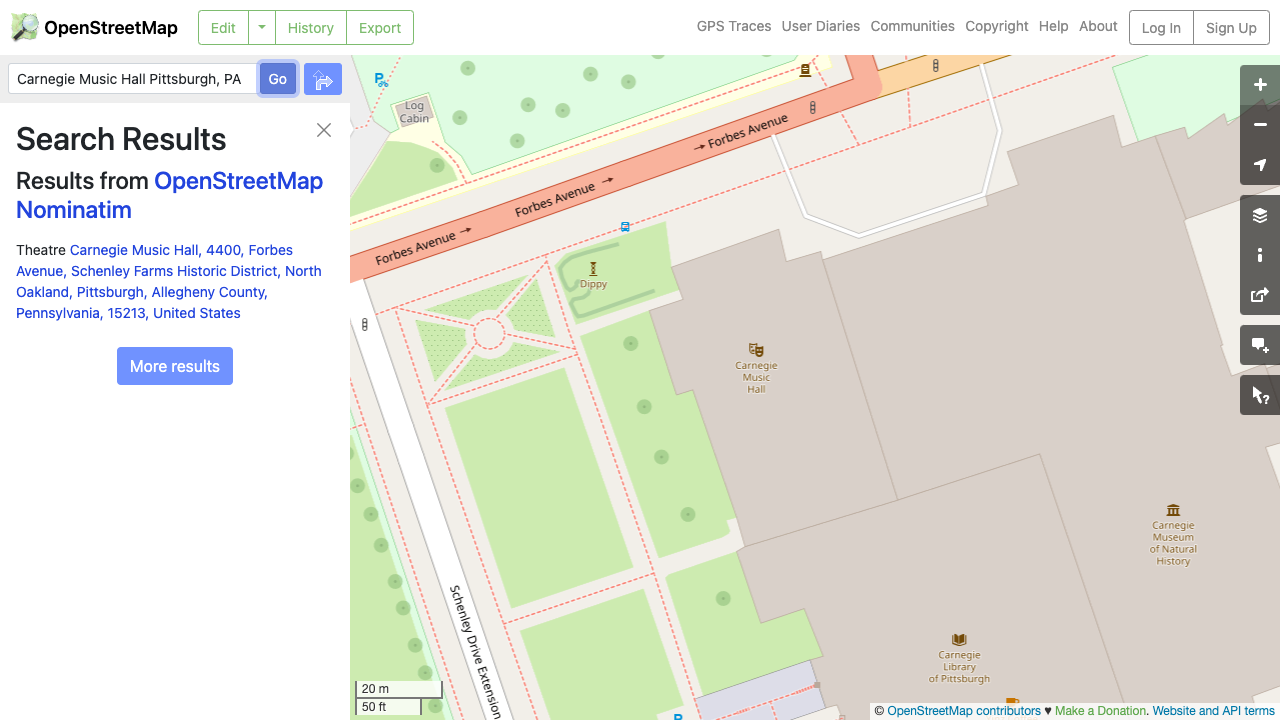 OpenStreetMap
Edit
History
Export
GPS Traces
User Diaries
Communities
Copyright
Help
About
Log In
Sign Up
Carnegie Music Hall Pittsburgh, PA
Go
Search Results
Results from OpenStreetMap
Nominatim
Theatre Carnegie Music Hall, 4400, Forbes
Avenue, Schenley Farms Historic District, North
Oakland, Pittsburgh, Allegheny County,
Pennsylvania, 15213, United States
More results
P
Log
Cabin
Forbes Avenue
Forbes Avenue
Forbes Avenue
Dippy
Carnegie
Music
Hall
Carnegie
Museum
of Natural
History
Carnegie
Library
of Pittsburgh
Schenley Drive Extension
P
20 m
50 ft
© OpenStreetMap contributors ♥ Make a Donation. Website and API terms